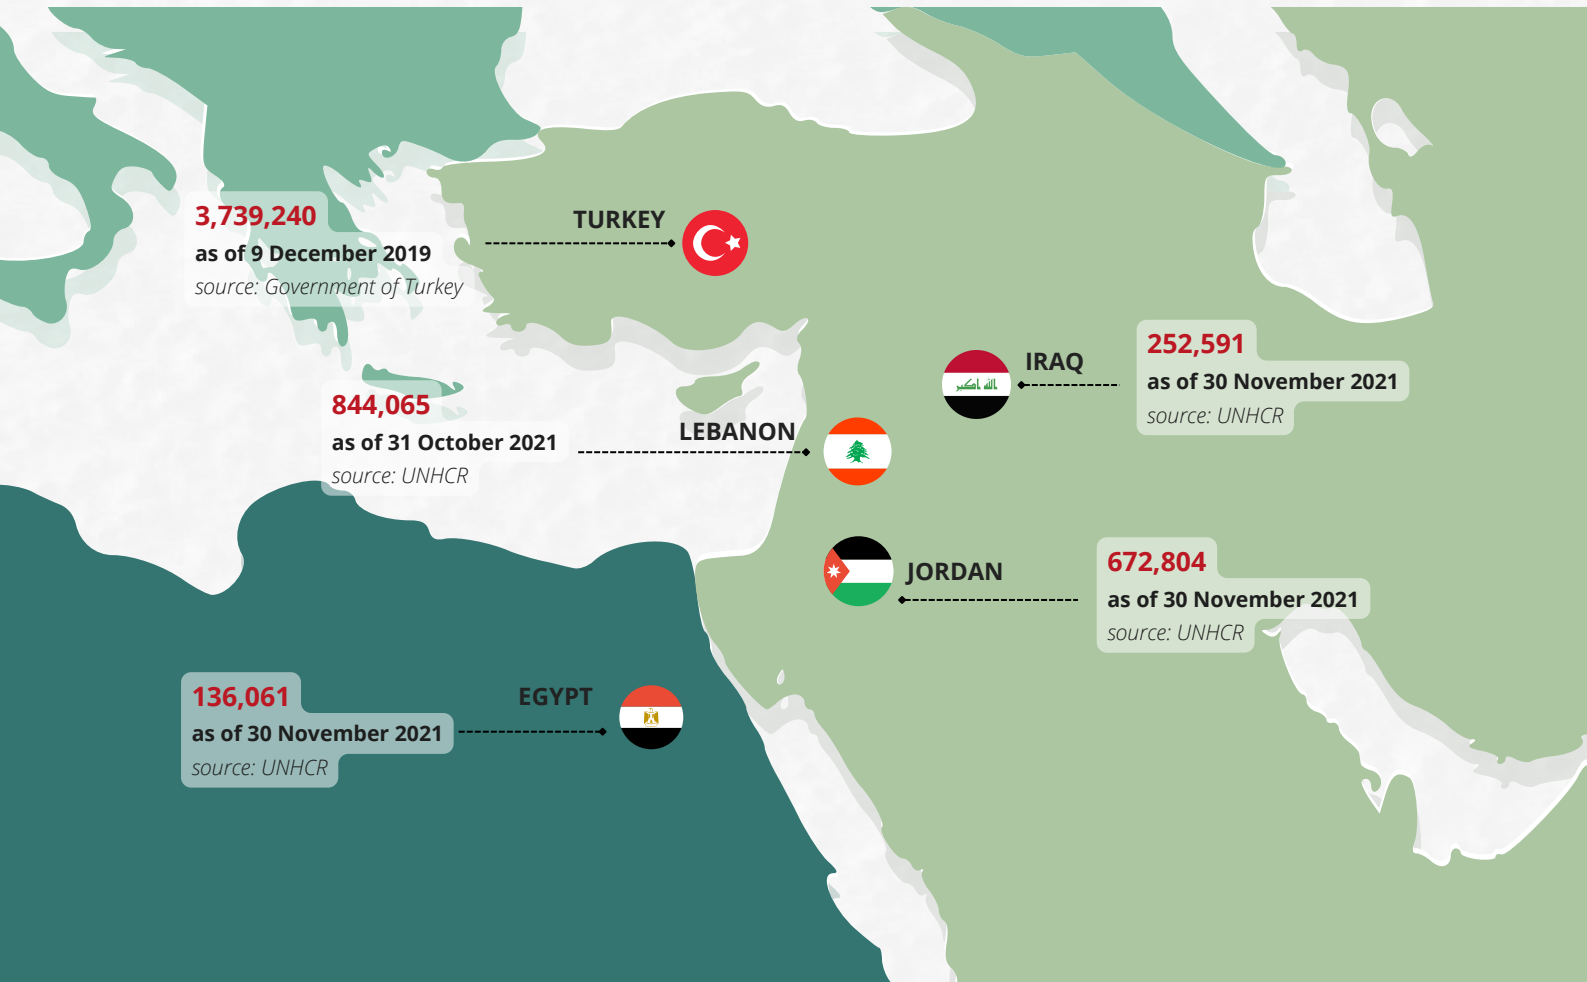 3,739,240
as of 9 December 2019
source: Government of Turkey
TURKEY
252,591
as of 30 November 2021
source: UNHCR
IRAQ
الله اكبر
844,065
as of 31 October 2021
source: UNHCR
LEBANON
672,804
as of 30 November 2021
source: UNHCR
JORDAN
136,061
as of 30 November 2021
source: UNHCR
EGYPT